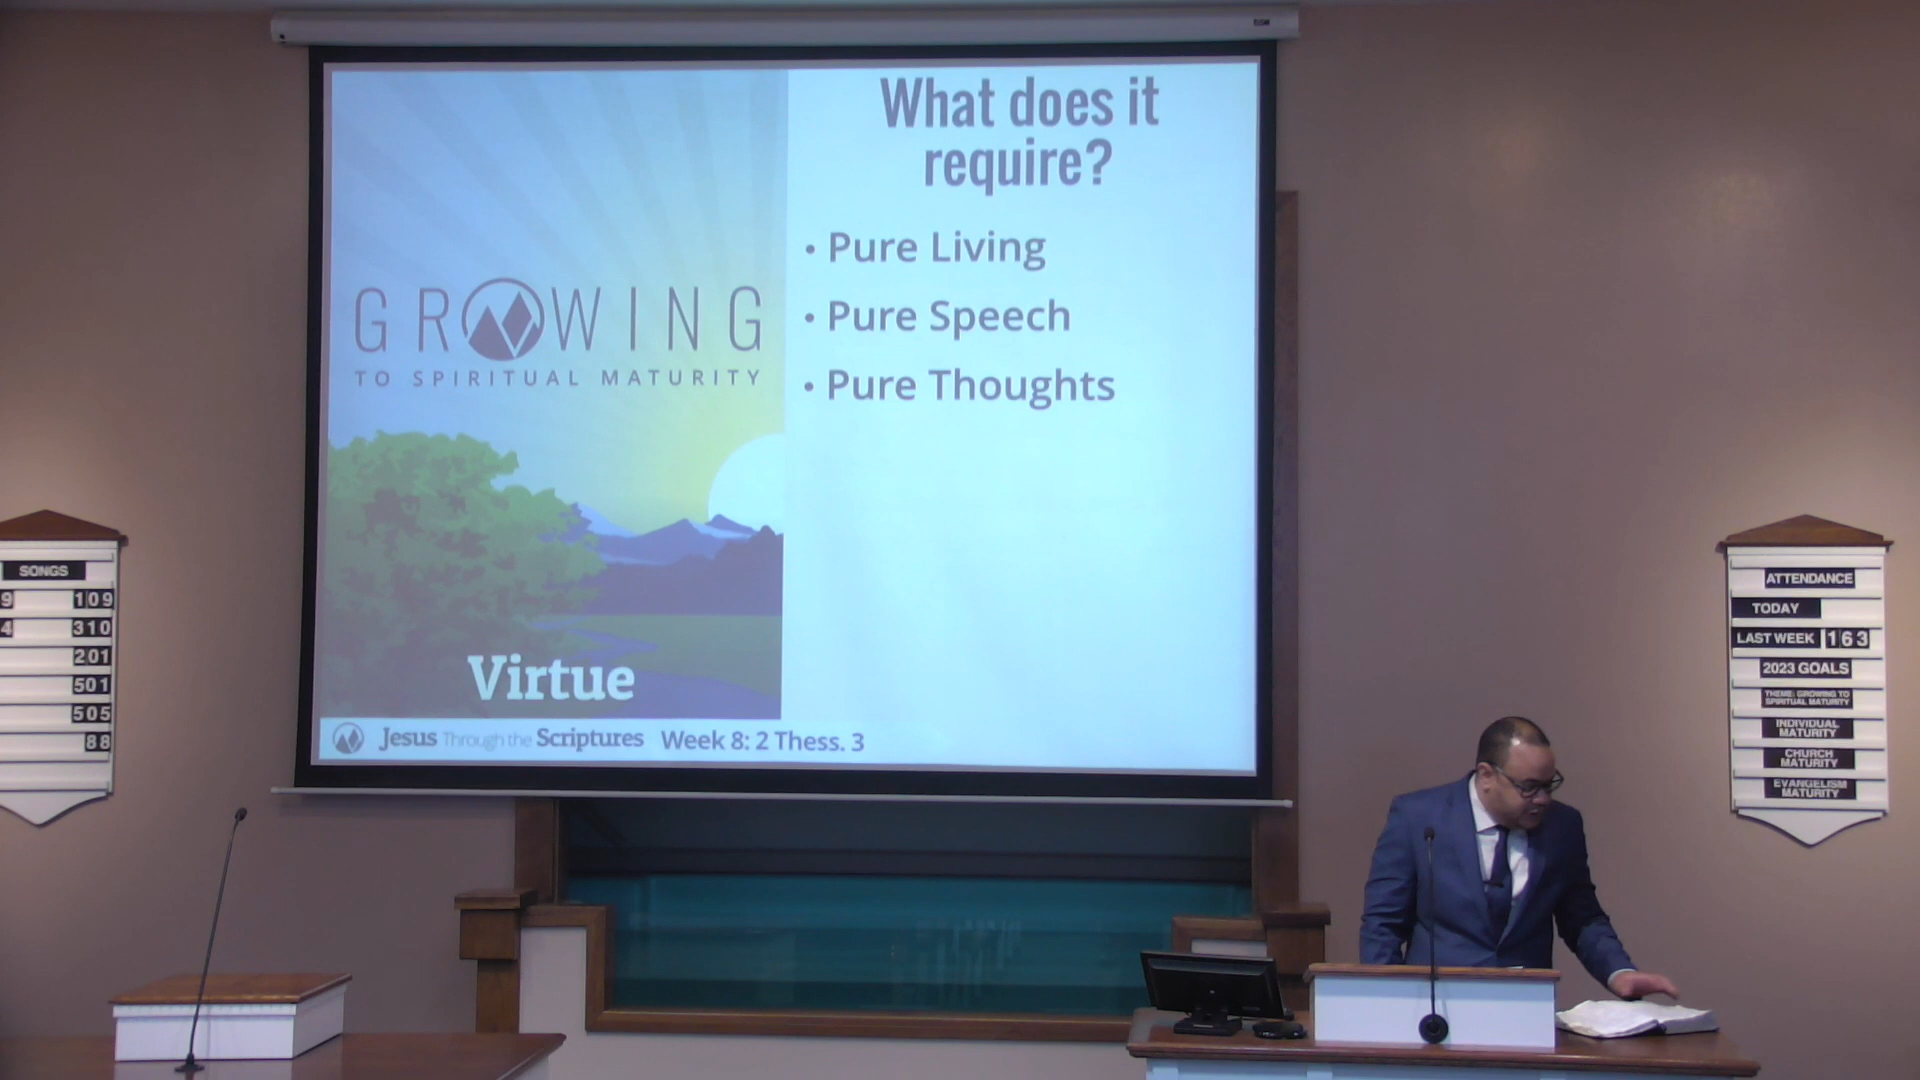 What does it
require?
• Pure Living
• Pure Speech
• Pure Thoughts
GROWING
TO SPIRITUAL MATURITY
Virtue
Jesus Through the Scriptures Week 8: 2 Thess. 3
SONGS
9 109
4 310
201
501
505
88
ATTENDANCE
TODAY
LAST WEEK 163
2023 GOALS
THEME: GROWING TO
SPIRITUAL MATURITY
INDIVIDUAL
MATURITY
CHURCH
MATURITY
EVANGELISM
MATURITY